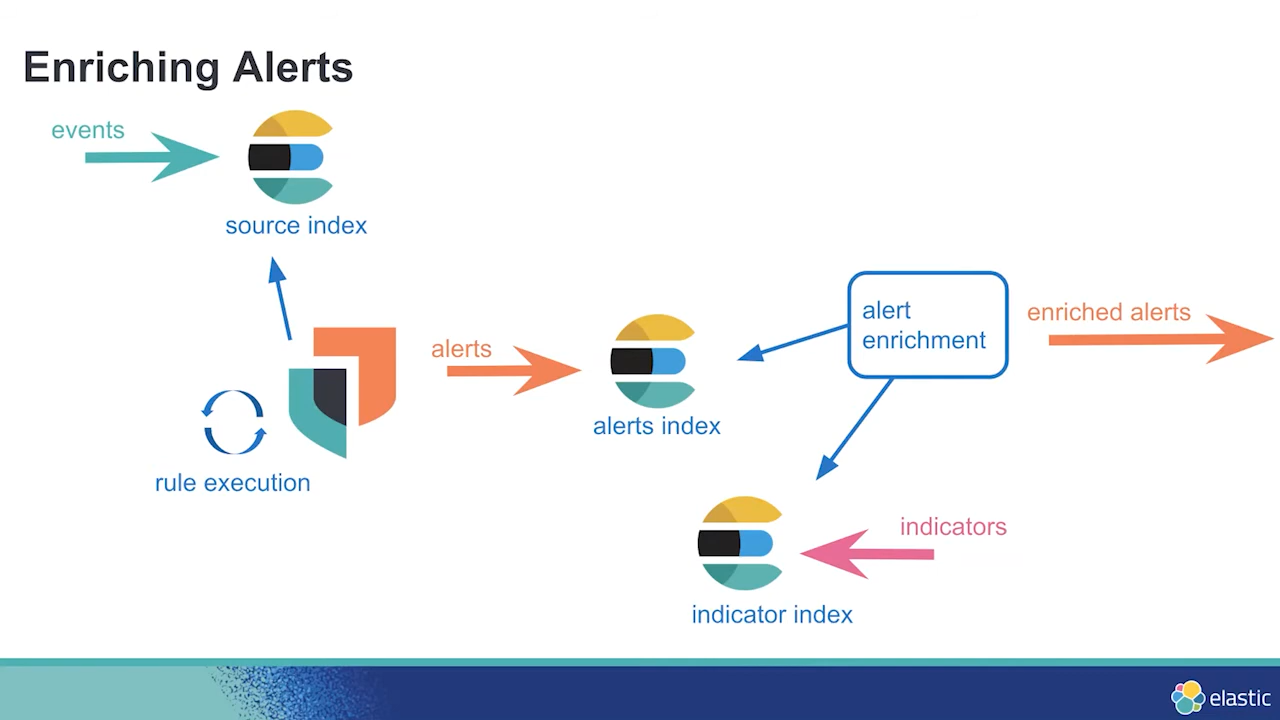 Enriching Alerts
events
source index
alert
enrichment
enriched alerts
alerts
alerts index
rule execution
indicators
indicator index
elastic